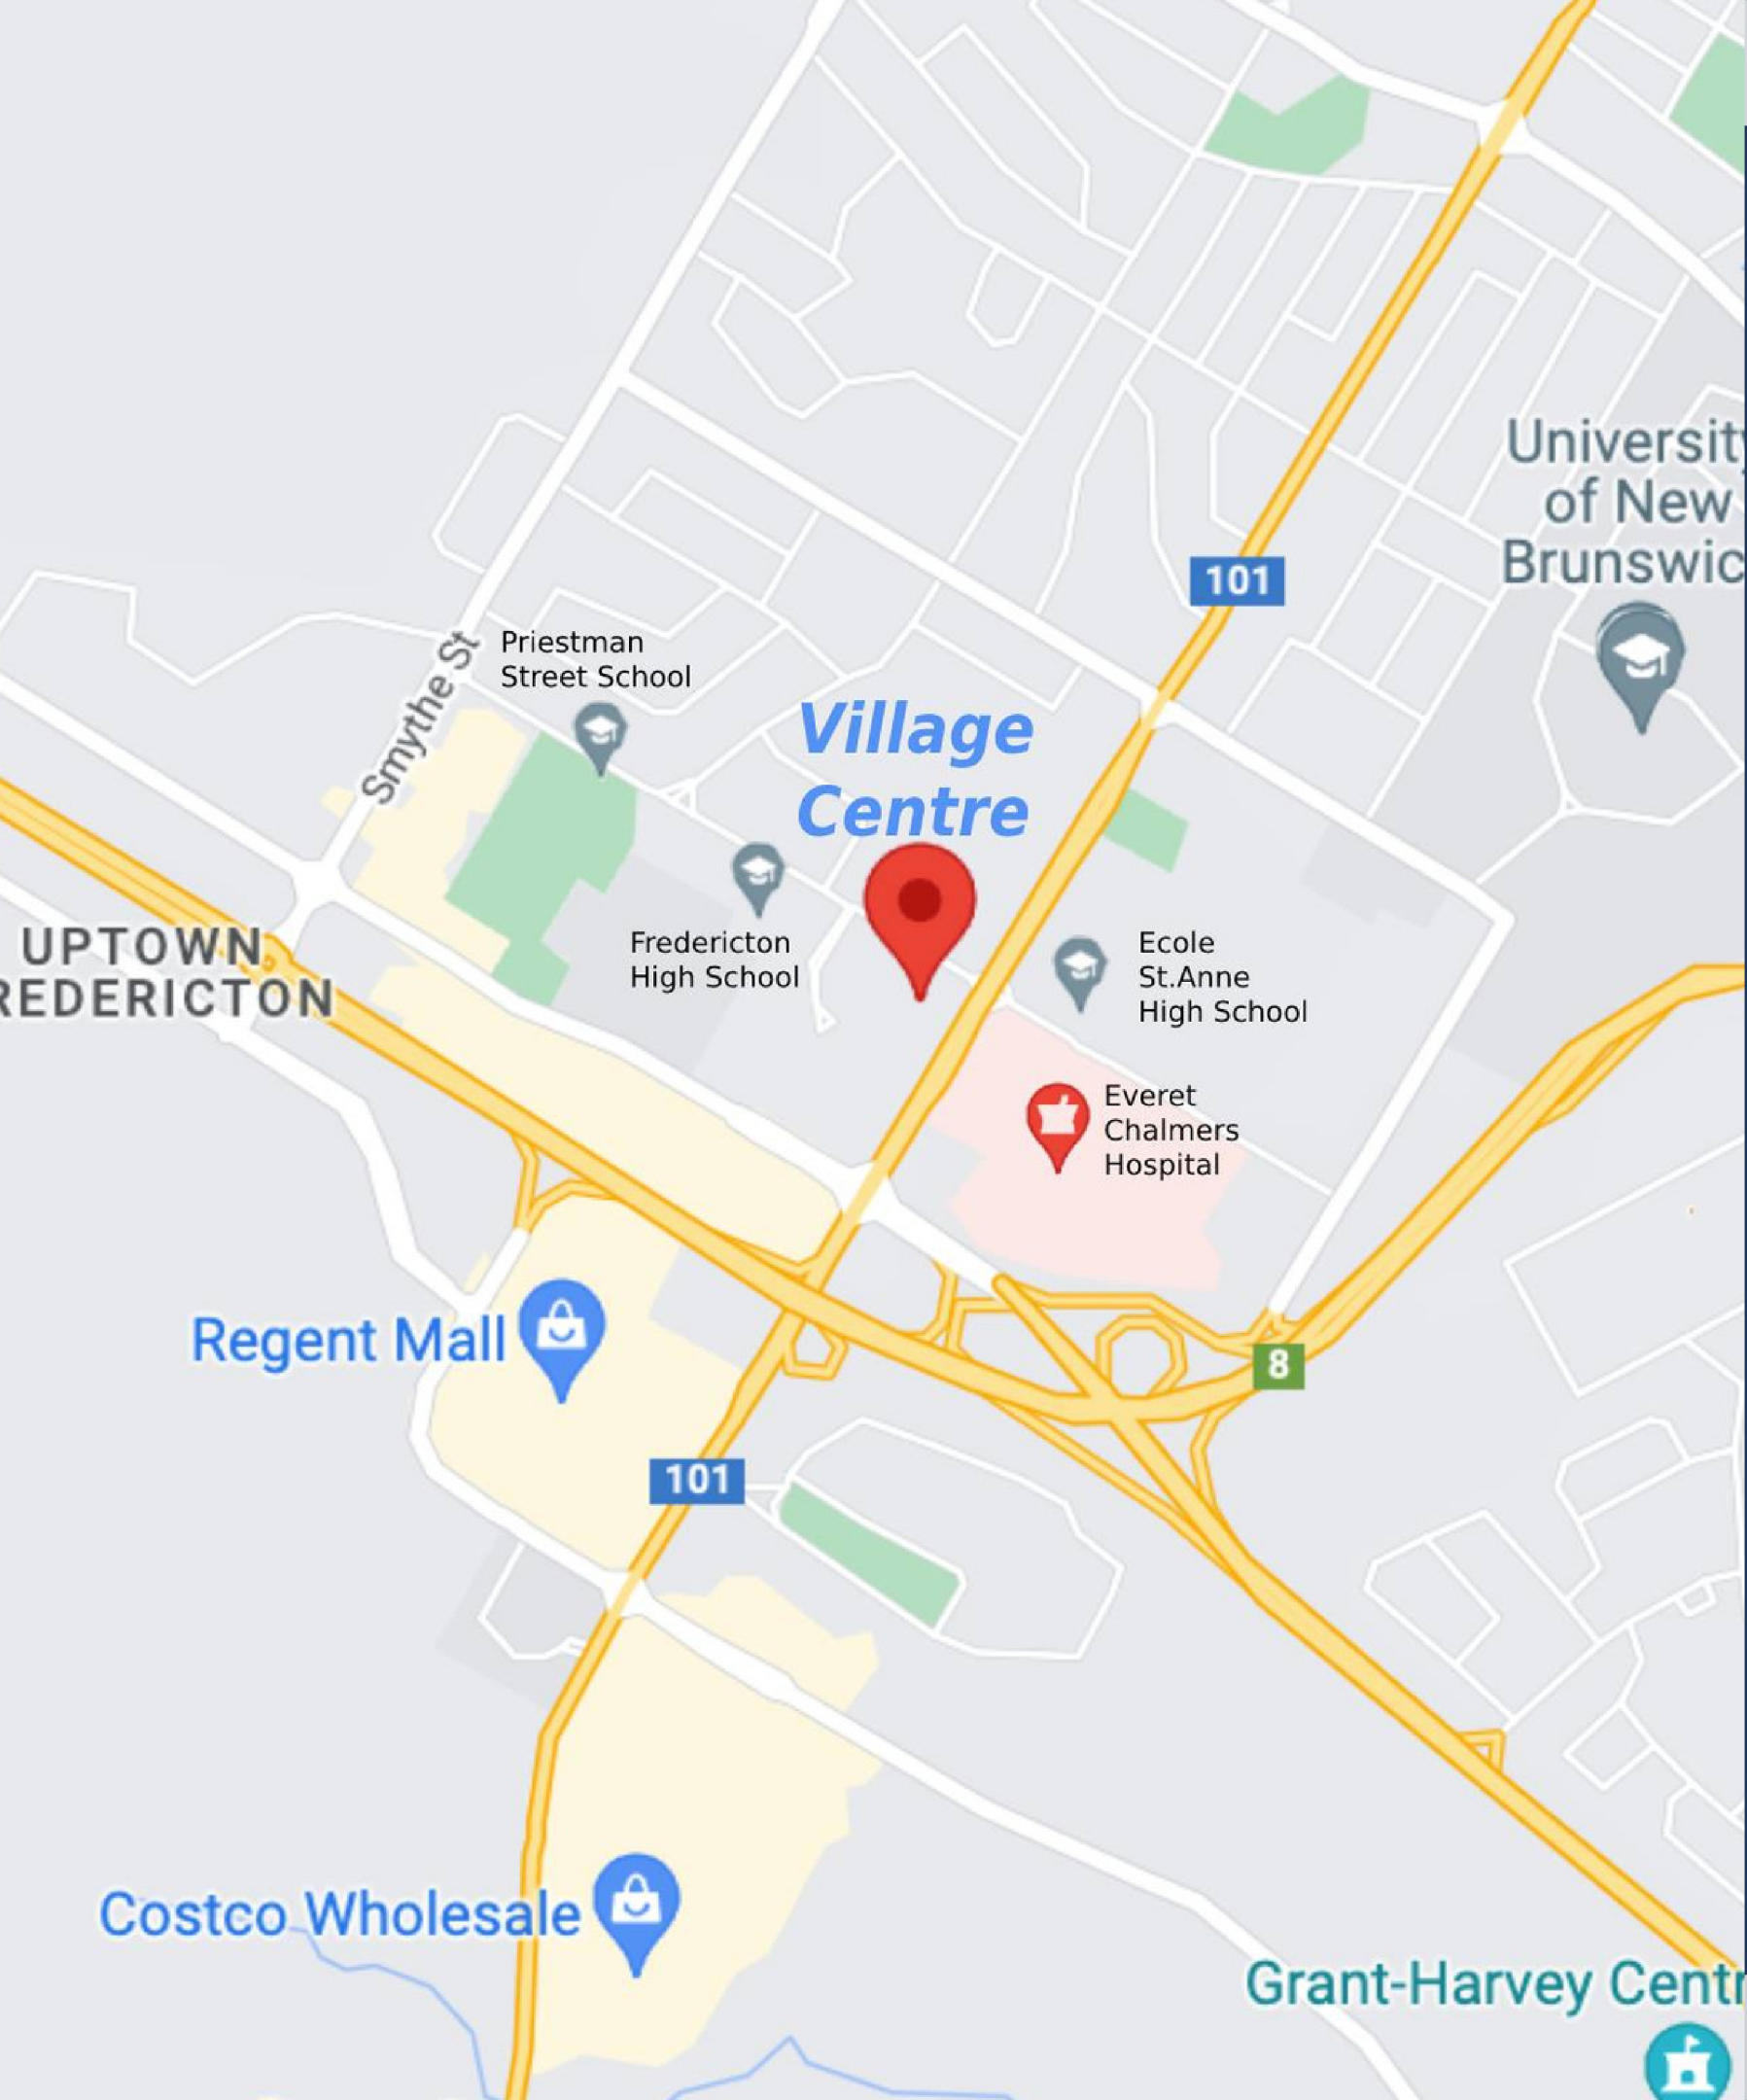 University
of New
Brunswic
101
Smythe St
Priestman
Street School
Village
Centre
Fredericton
High School
Ecole
St.Anne
High School
UPTOWN
REDERICTON
Everet
Chalmers
Hospital
Regent Mall
8
101
Costco Wholesale
Grant-Harvey Centr